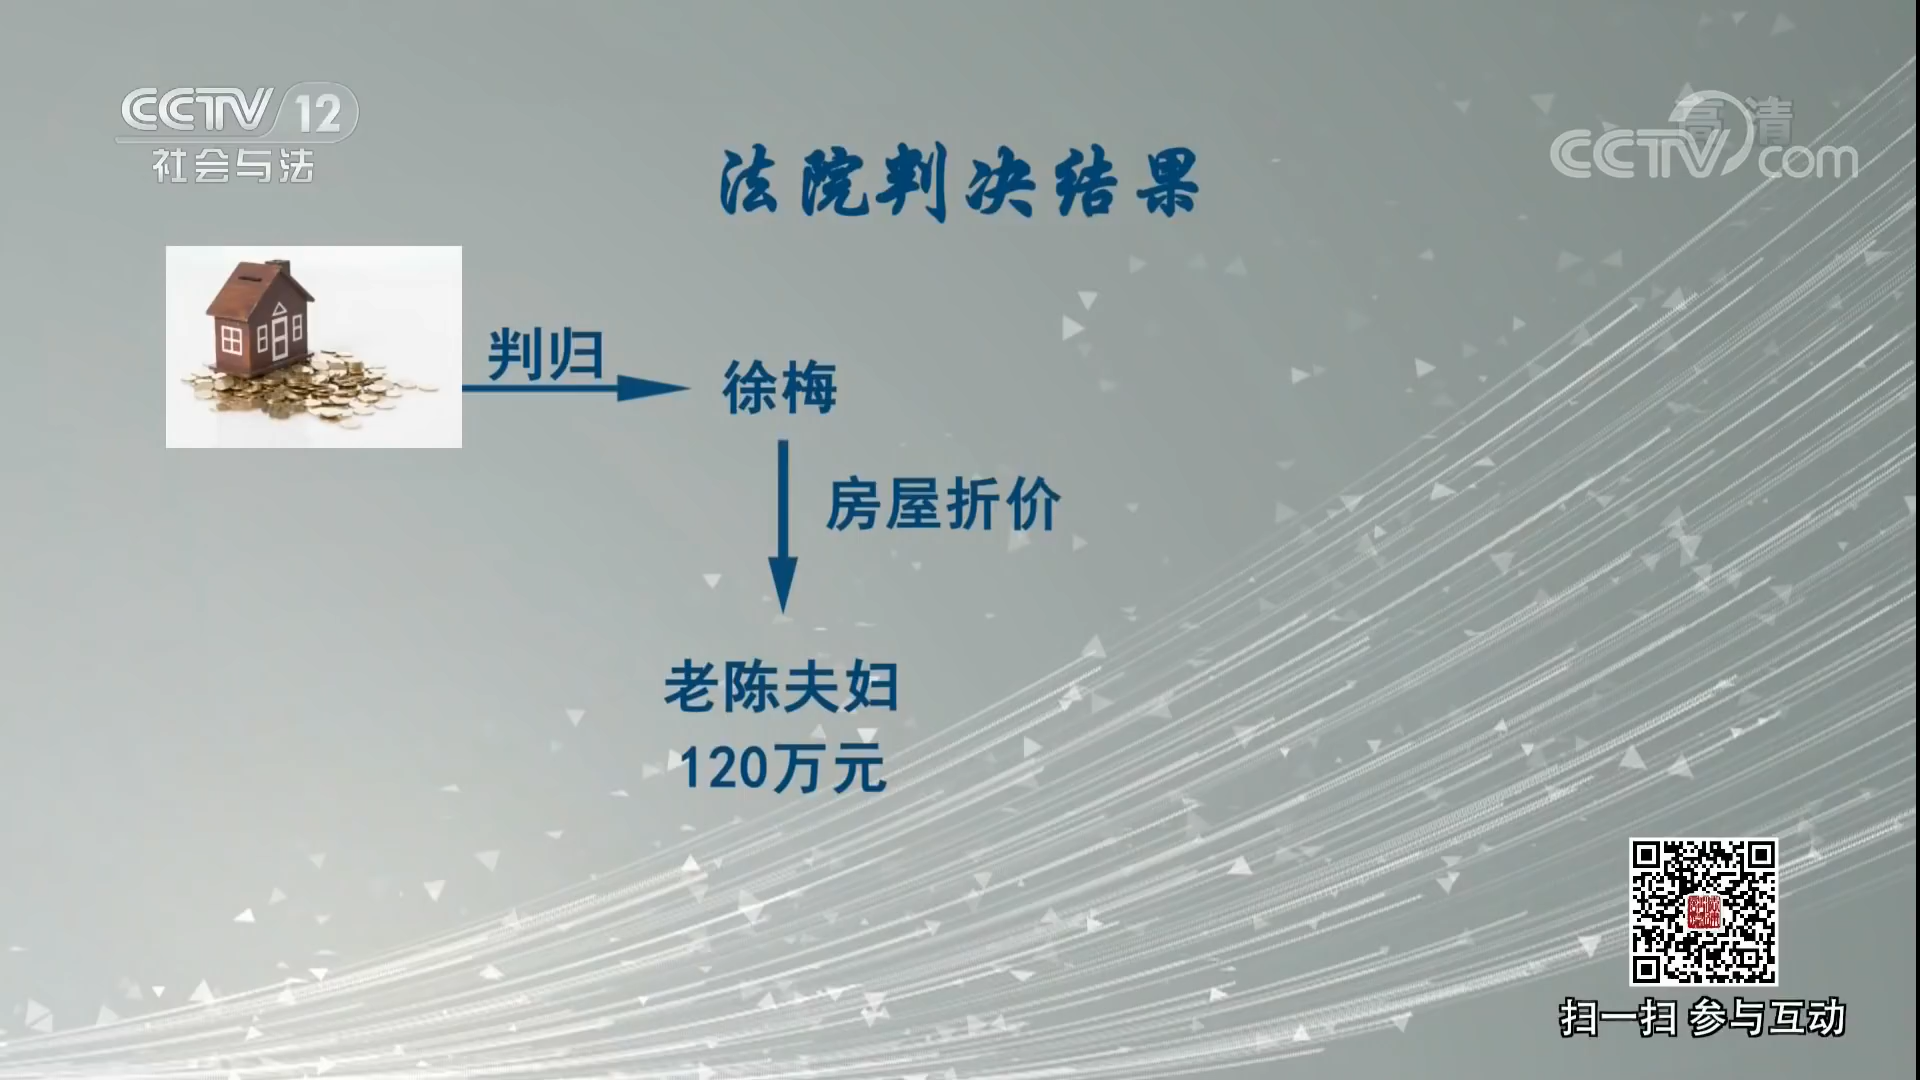 CCTV 12
社会与法
高清
CCTV com
法院判决结果
判归
徐梅
房屋折价
老陈夫妇
120万元
扫一扫 参与互动